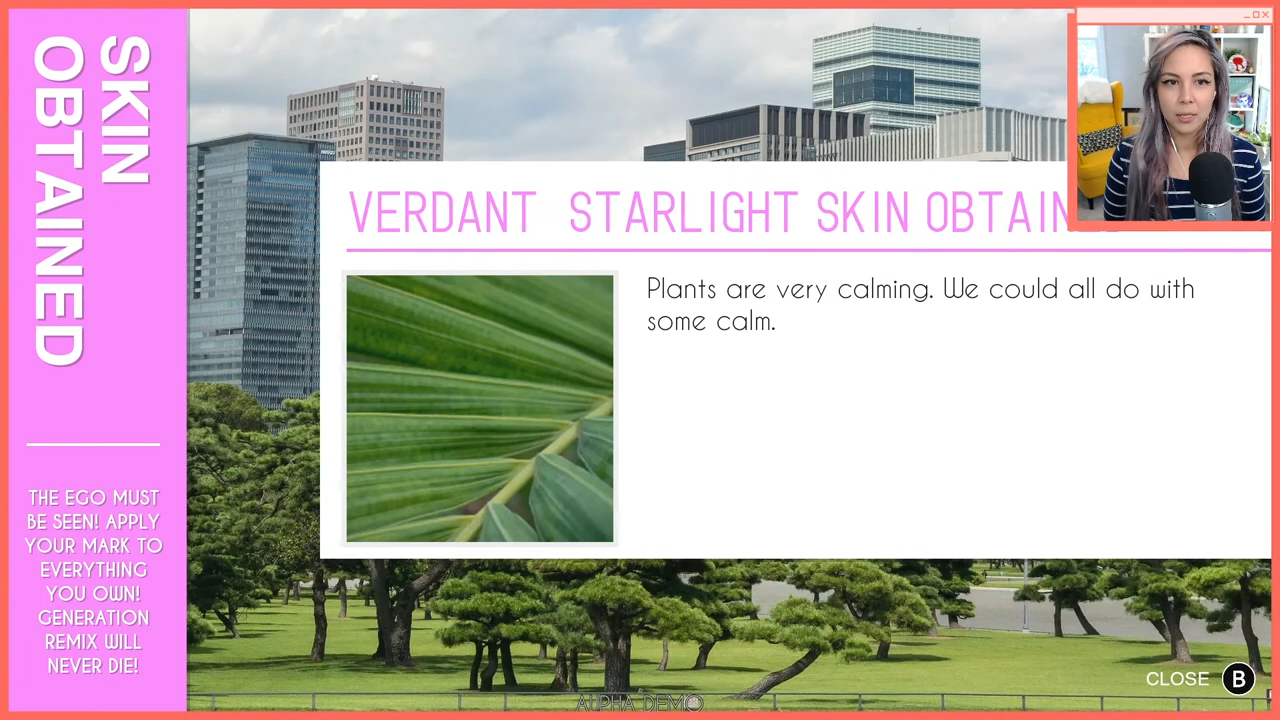 SKIN
OBTAINED
THE EGO MUST
BE SEEN! APPLY
YOUR MARK TO
EVERYTHING
YOU OWN!
GENERATION
REMIX WILL
NEVER DIE!
VERDANT STARLIGHT SKIN
Plants are very calming. We could all do with
some calm.
CLOSE B
ALPHA DEMO